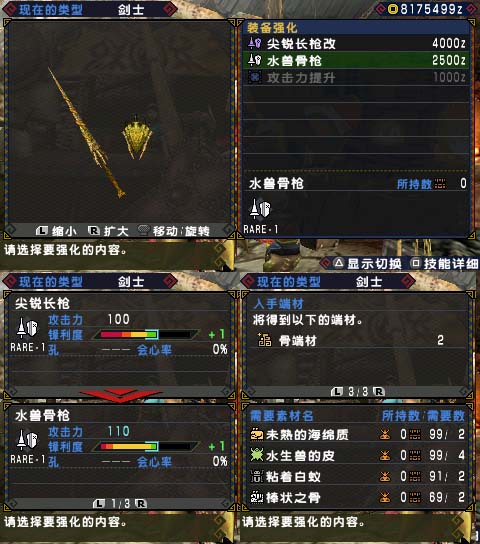 现在的类型 剑士
L 缩小 R 扩大 移动/旋转
请选择要强化的内容。
8175499z
装备强化
尖锐长枪改 4000z
水兽骨枪 2500z
攻击力提升 1000z
水兽骨枪 所持数 0
RARE-1
△显示切换 □技能详细
现在的类型 剑士
尖锐长枪
攻击力 100
锋利度 +1
RARE-1 孔 ――― 会心率 0%
水兽骨枪
攻击力 110
锋利度 +1
RARE-1 孔 ――― 会心率 0%
L 1/3 R
请选择要强化的内容。
现在的类型 剑士
入手端材
将得到以下的端材。
骨端材 2
L 3/3 R
需要素材名 所持数/需要数
未熟的海绵质 0 99/ 2
水生兽的皮 0 99/ 4
粘着白蚁 0 91/ 2
棒状之骨 0 69/ 2
请选择要强化的内容。